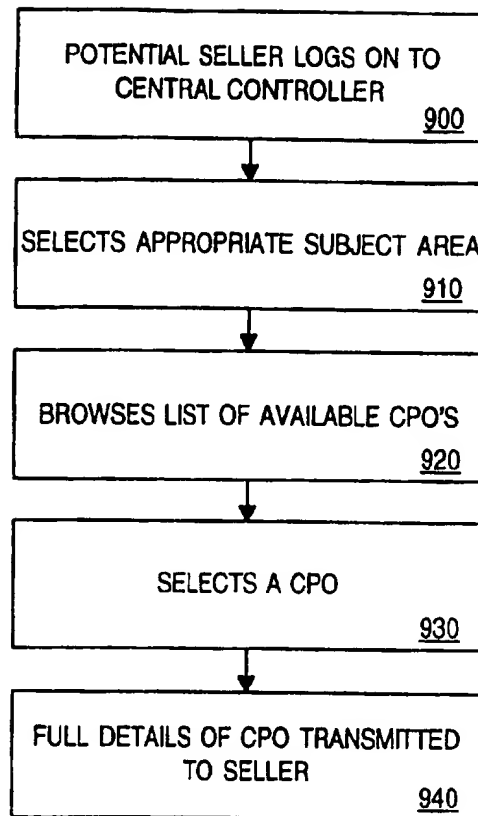 POTENTIAL SELLER LOGS ON TO
CENTRAL CONTROLLER
900
SELECTS APPROPRIATE SUBJECT AREA
910
BROWSES LIST OF AVAILABLE CPO'S
920
SELECTS A CPO
930
FULL DETAILS OF CPO TRANSMITTED
TO SELLER
940